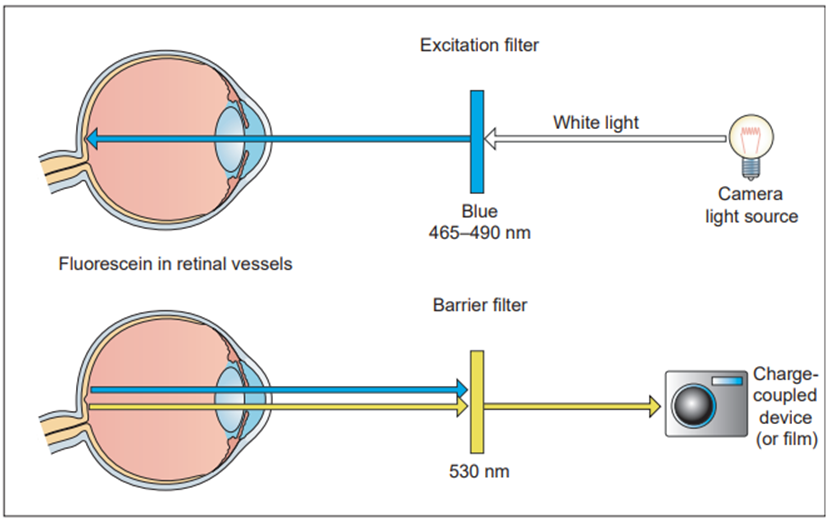 Excitation filter
White light
Blue
465–490 nm
Camera
light source
Fluorescein in retinal vessels
Barrier filter
530 nm
Charge-
coupled
device
(or film)